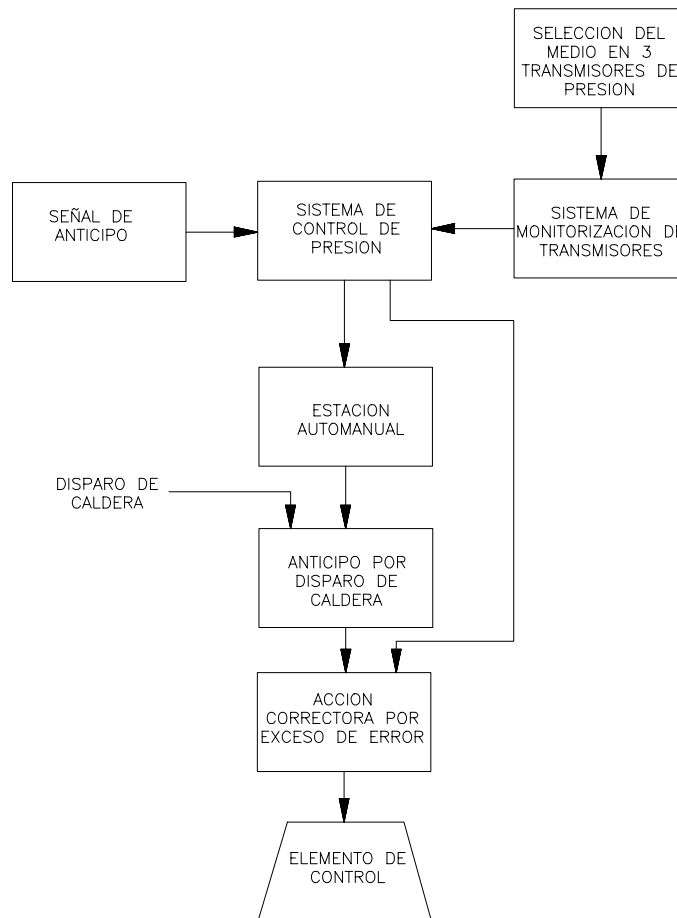 SELECCION DEL
MEDIO EN 3
TRANSMISORES DE
PRESION
SEÑAL DE
ANTICIPO
SISTEMA DE
CONTROL DE
PRESION
SISTEMA DE
MONITORIZACION DE
TRANSMISORES
ESTACION
AUTOMANUAL
DISPARO DE
CALDERA
ANTICIPO POR
DISPARO DE
CALDERA
ACCION
CORRECTORA POR
EXCESO DE ERROR
ELEMENTO DE
CONTROL